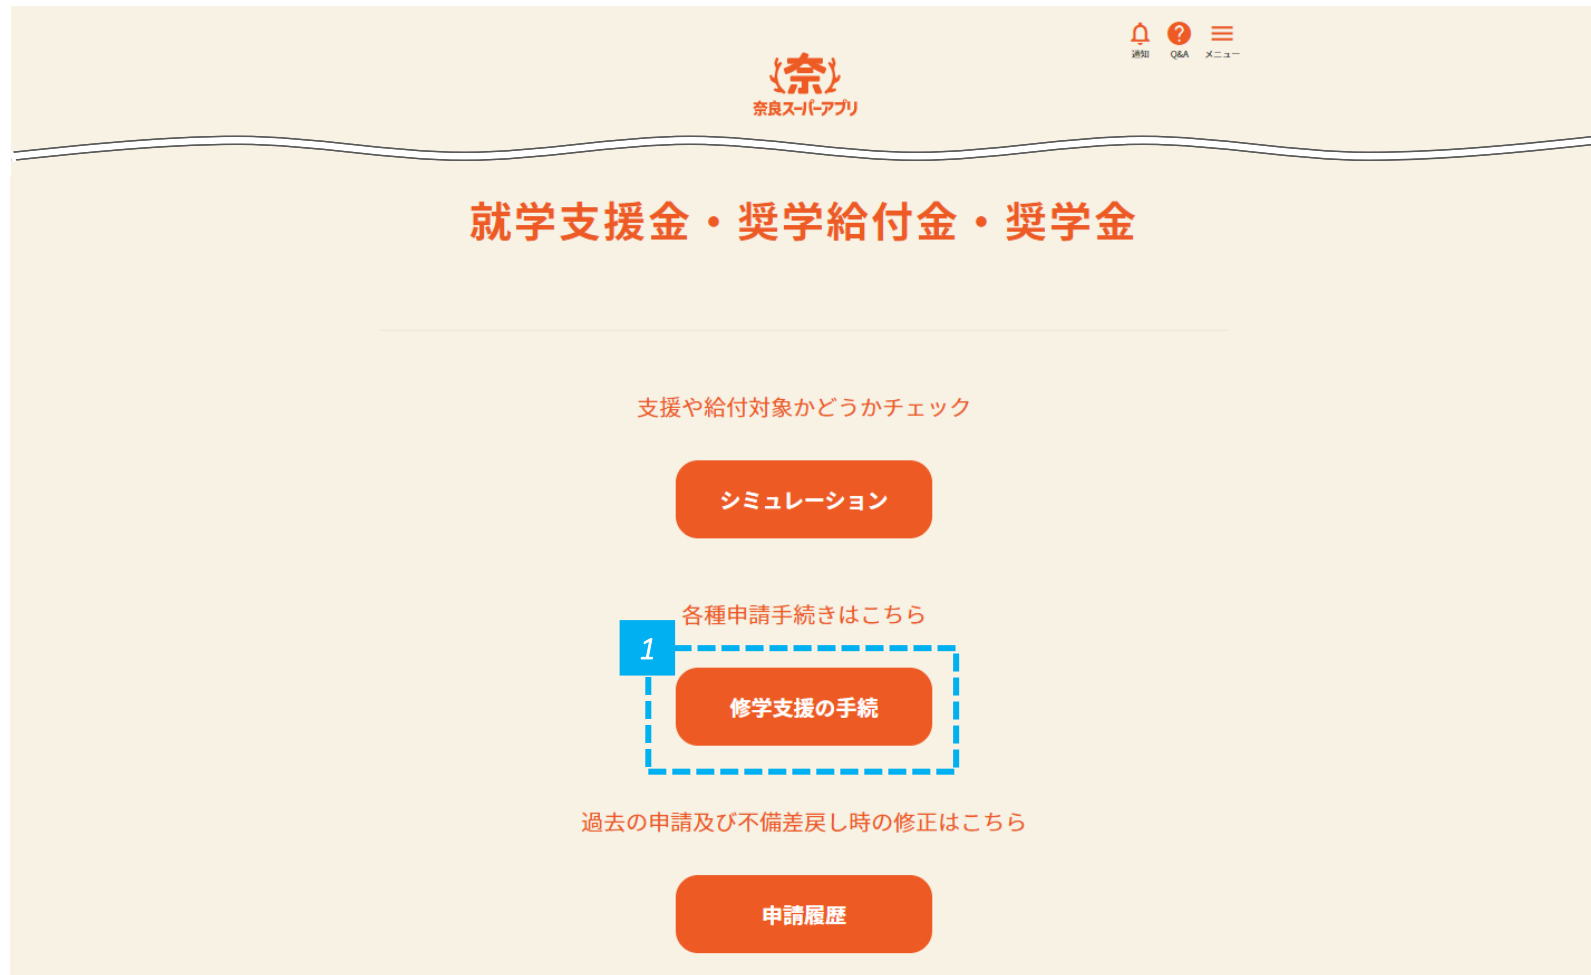 通知 Q&A メニュー
奈
奈良スーパーアプリ
就学支援金・奨学給付金・奨学金
支援や給付対象かどうかチェック
シミュレーション
各種申請手続きはこちら
1
修学支援の手続
過去の申請及び不備差戻し時の修正はこちら
申請履歴